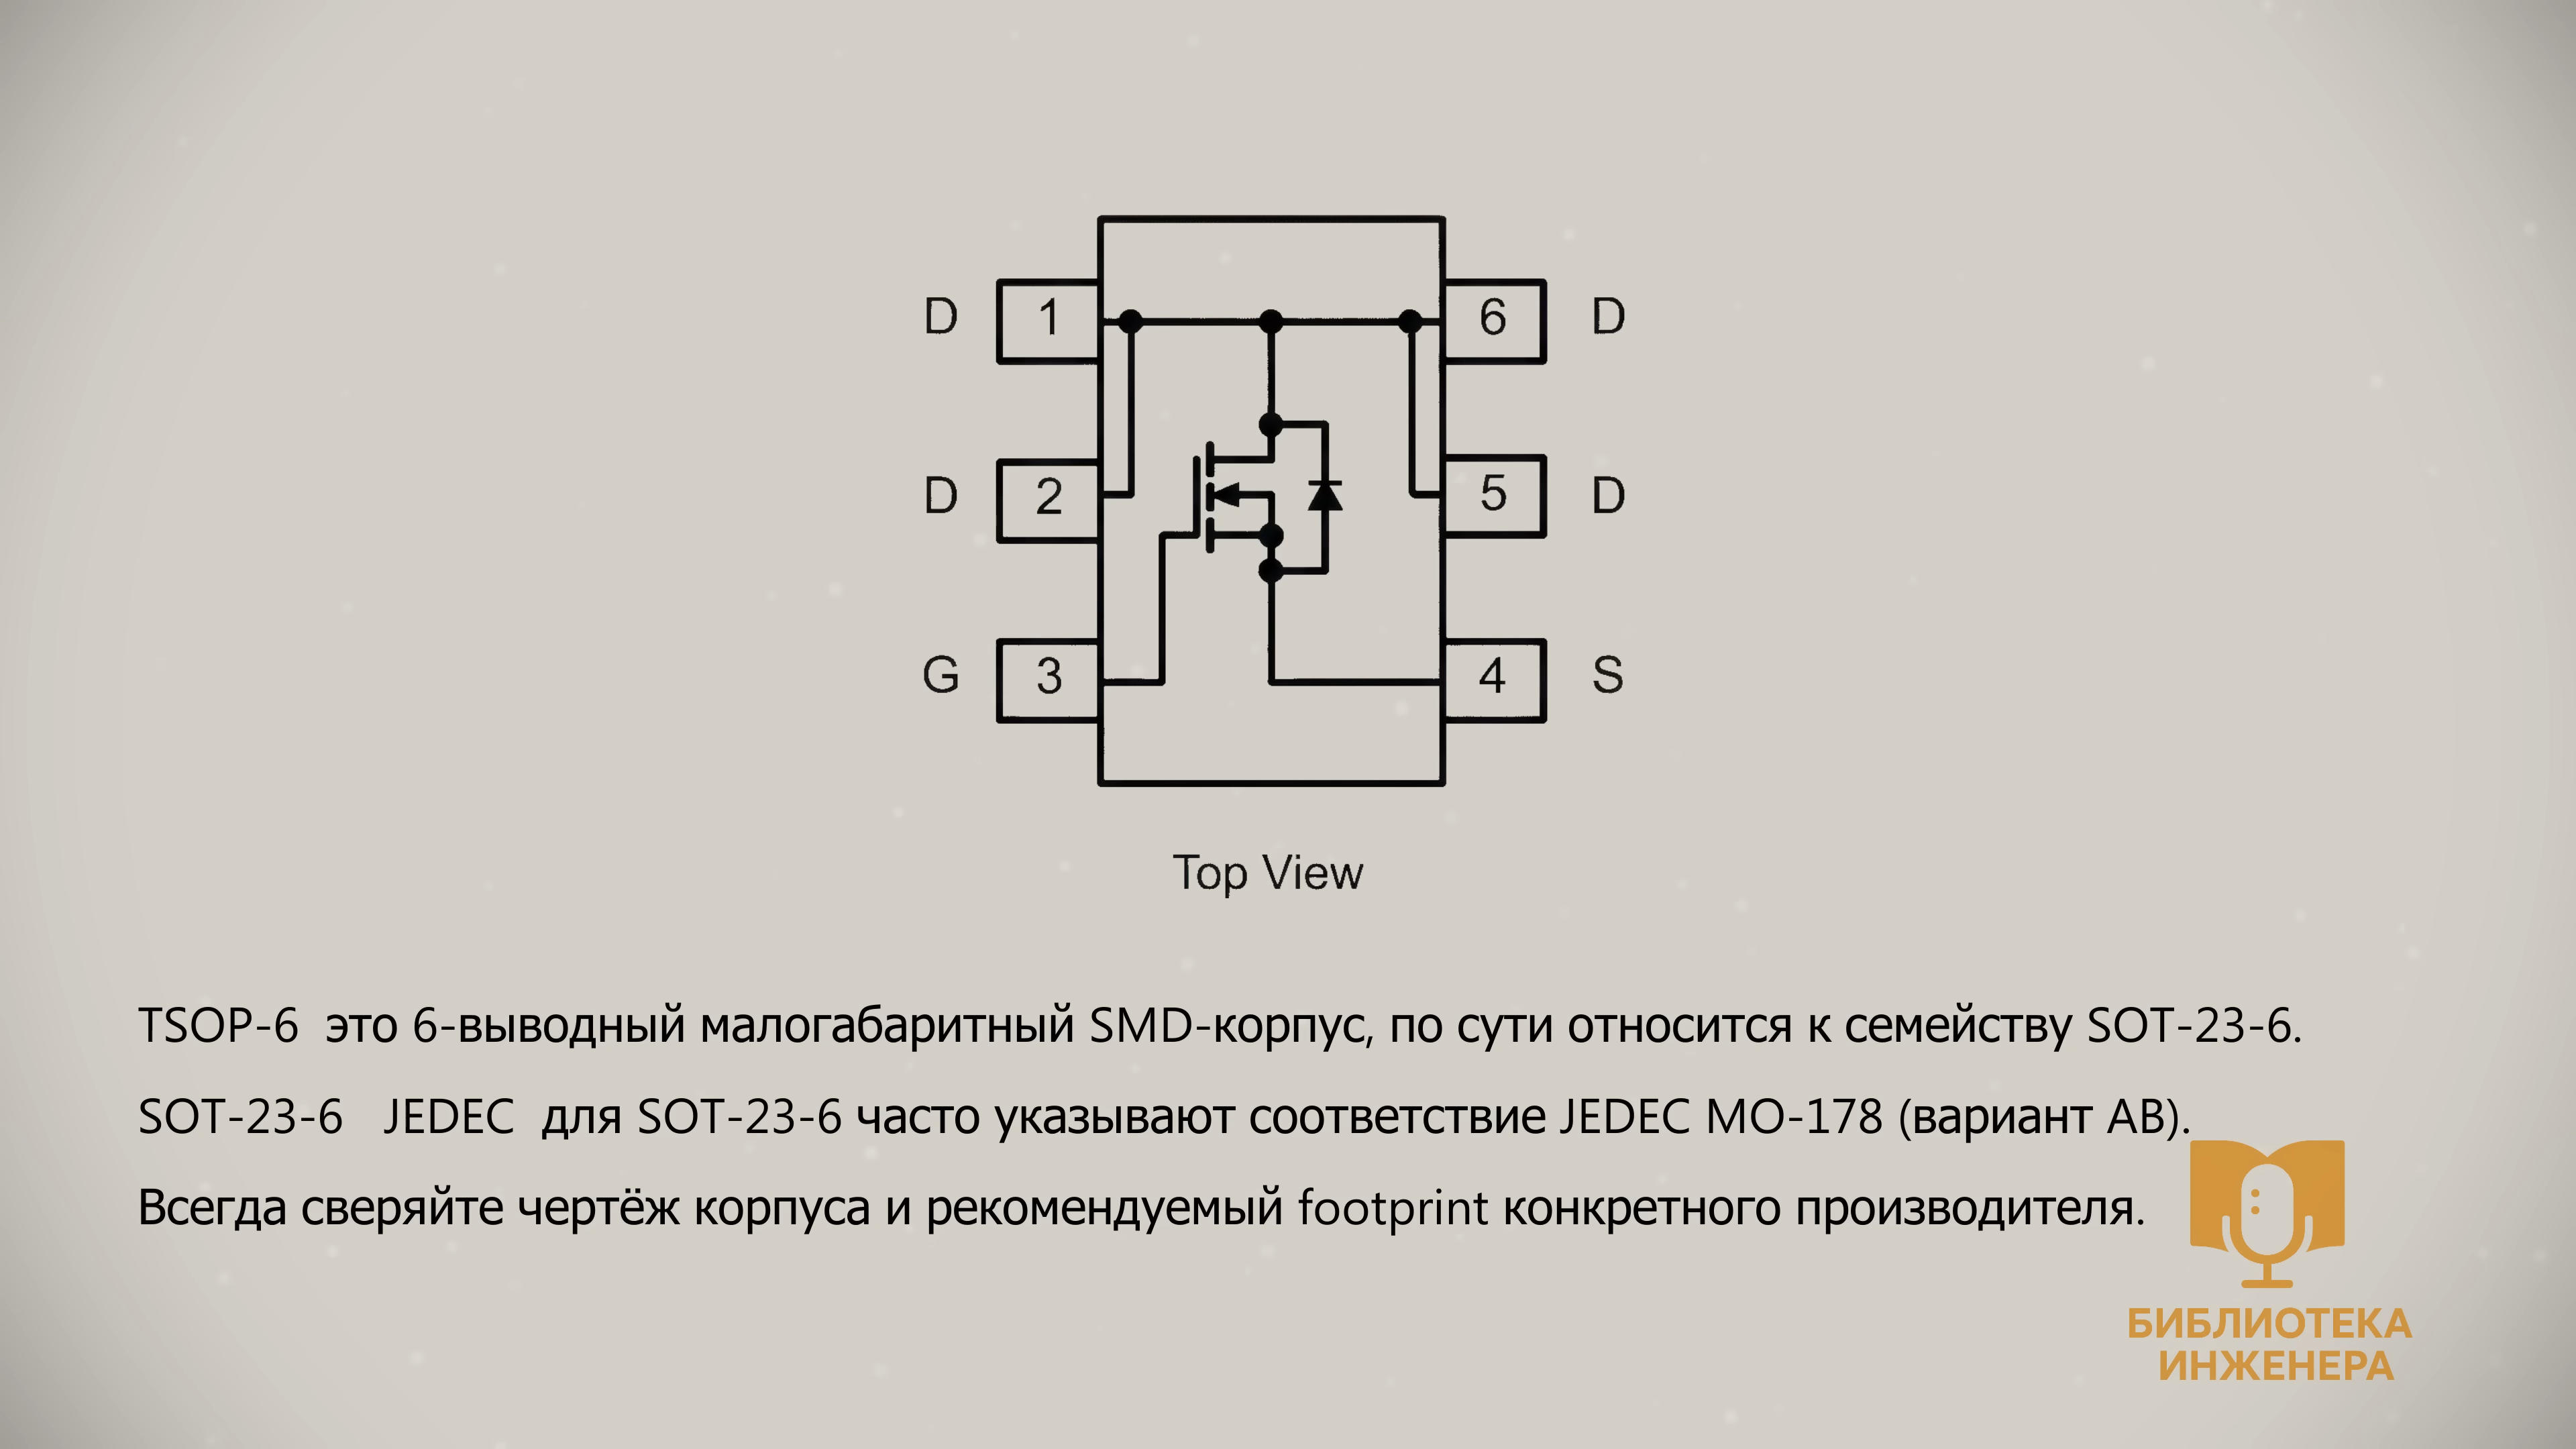 D 1 6 D
D 2 5 D
G 3 4 S
Top View
TSOP-6 это 6-выводный малогабаритный SMD-корпус, по сути относится к семейству SOT-23-6.
SOT-23-6 JEDEC для SOT-23-6 часто указывают соответствие JEDEC MO-178 (вариант AB).
Всегда сверяйте чертёж корпуса и рекомендуемый footprint конкретного производителя.
БИБЛИОТЕКА
ИНЖЕНЕРА